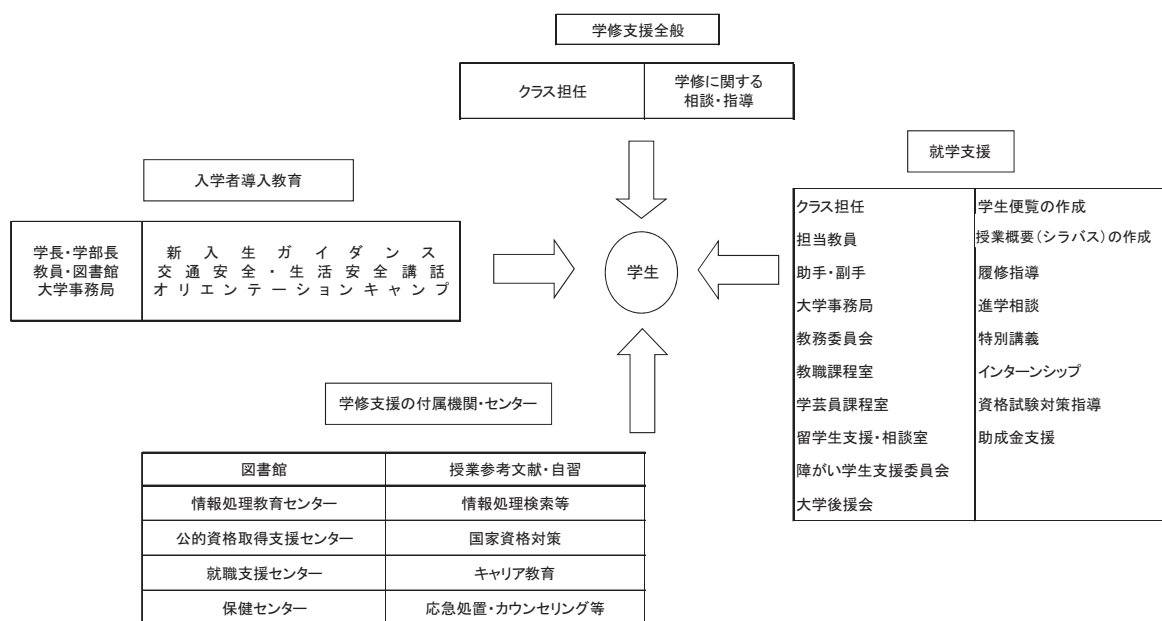 学修支援全般
クラス担任
学修に関する
相談・指導
入学者導入教育
学長・学部長
教員・図書館
大学事務局
新入生ガイダンス
交通安全・生活安全講話
オリエンテーションキャンプ
学生
就学支援
クラス担任
担当教員
助手・副手
大学事務局
教務委員会
教職課程室
学芸員課程室
留学生支援・相談室
障がい学生支援委員会
大学後援会
学生便覧の作成
授業概要(シラバス)の作成
履修指導
進学相談
特別講義
インターンシップ
資格試験対策指導
助成金支援
学修支援の付属機関・センター
図書館 授業参考文献・自習
情報処理教育センター 情報処理検索等
公的資格取得支援センター 国家資格対策
就職支援センター キャリア教育
保健センター 応急処置・カウンセリング等